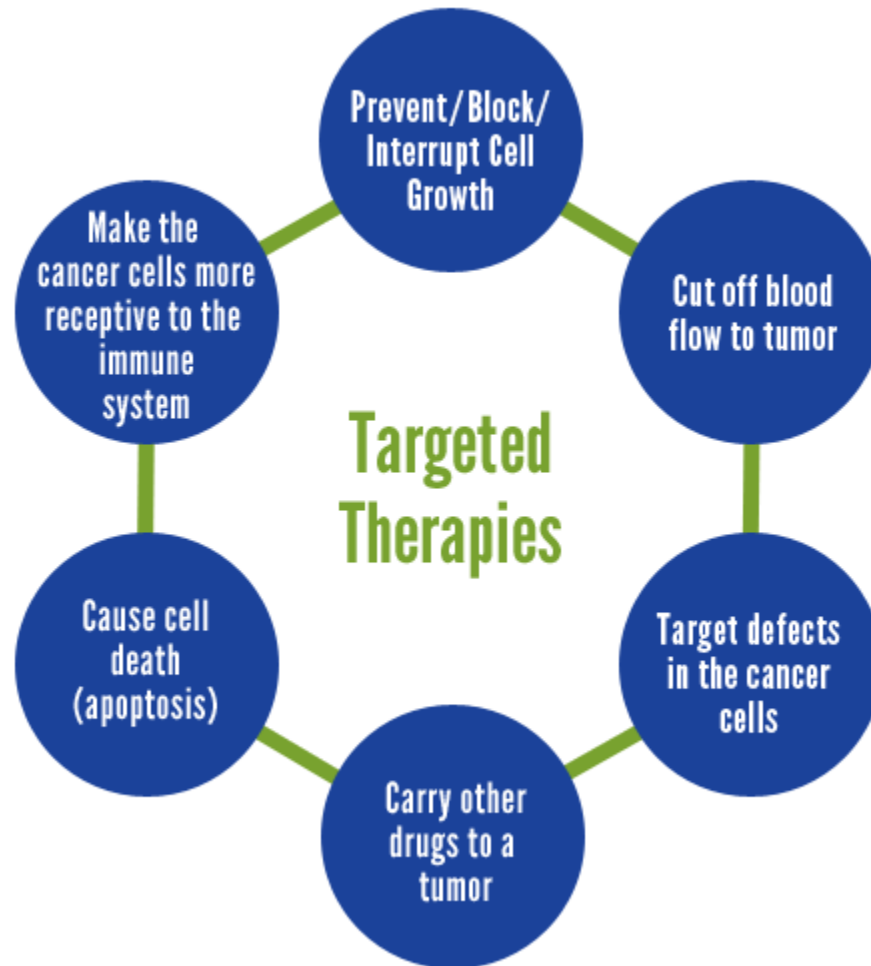 Prevent/Block/
Interrupt Cell
Growth
Cut off blood
flow to tumor
Target defects
in the cancer
cells
Carry other
drugs to a
tumor
Cause cell
death
(apoptosis)
Make the
cancer cells more
receptive to the
immune
system
Targeted
Therapies